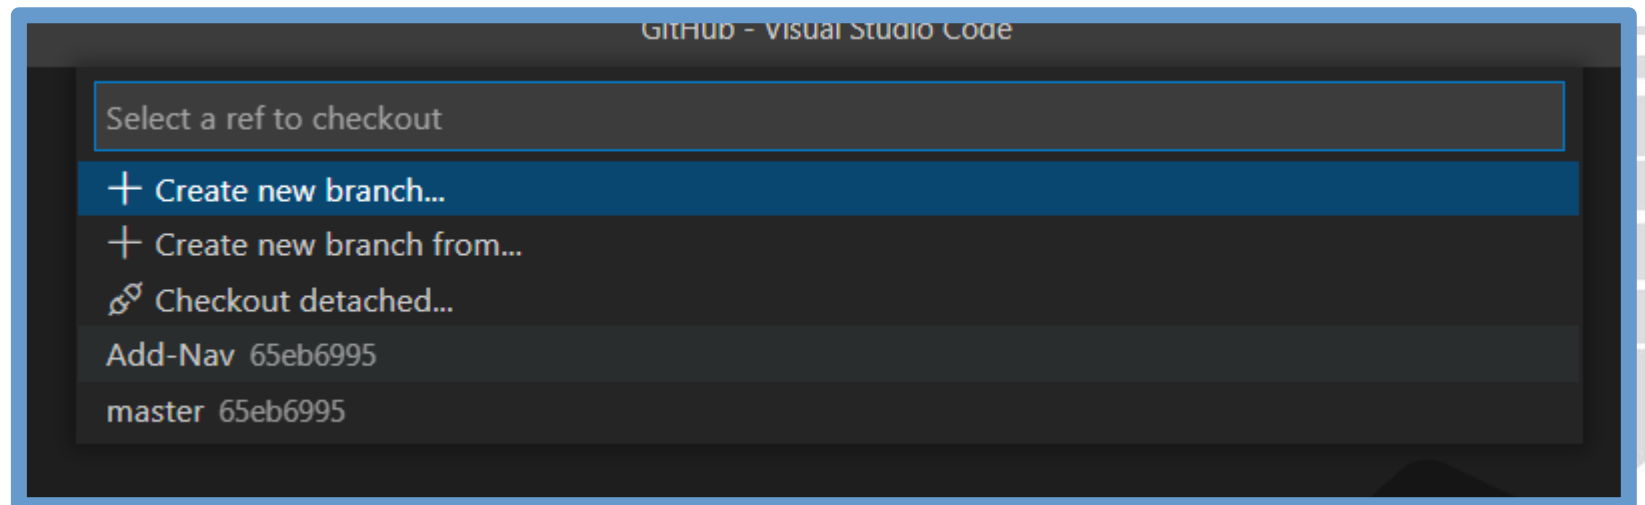 GitHub - Visual Studio Code
Select a ref to checkout
Create new branch...
Create new branch from...
Checkout detached...
Add-Nav 65eb6995
master 65eb6995